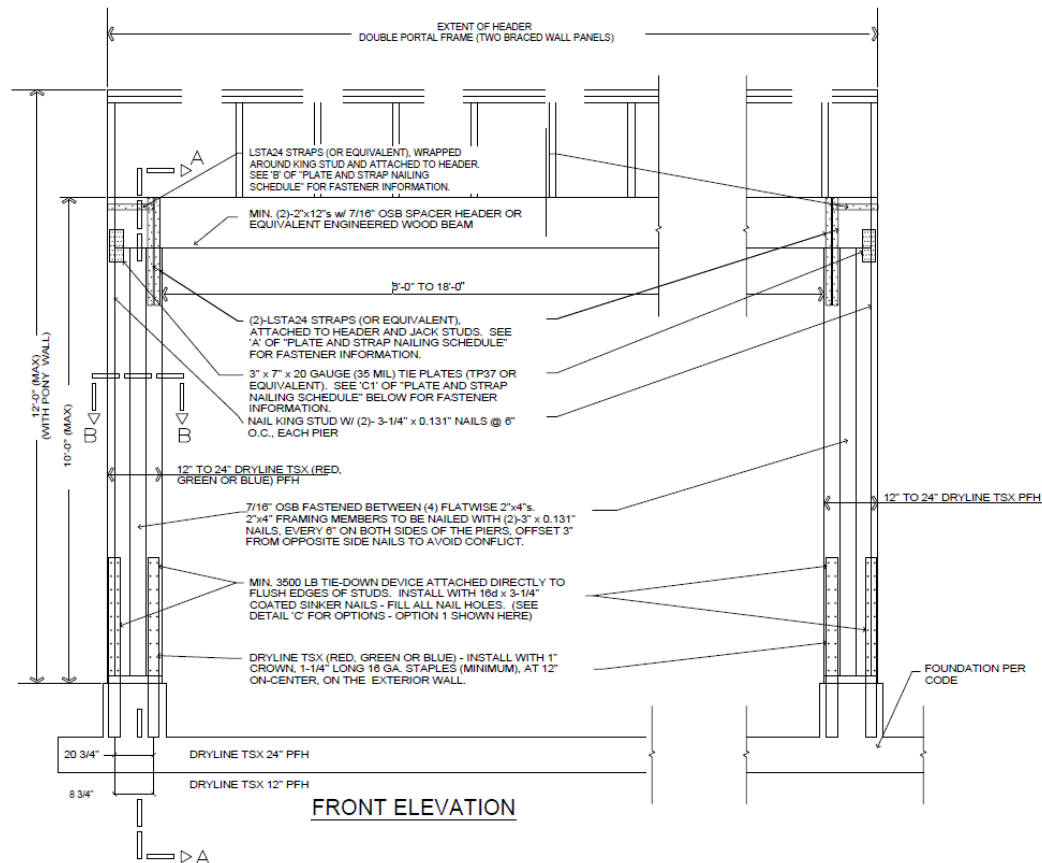 EXTENT OF HEADER
DOUBLE PORTAL FRAME (TWO BRACED WALL PANELS)
A
LSTA24 STRAPS (OR EQUIVALENT), WRAPPED
AROUND KING STUD AND ATTACHED TO HEADER.
SEE 'B' OF "PLATE AND STRAP NAILING
SCHEDULE" FOR FASTENER INFORMATION.
MIN. (2)-2"x12"s w/ 7/16" OSB SPACER HEADER OR
EQUIVALENT ENGINEERED WOOD BEAM
8'-0" TO 18'-0"
(2)-LSTA24 STRAPS (OR EQUIVALENT),
ATTACHED TO HEADER AND JACK STUDS. SEE
'A' OF "PLATE AND STRAP NAILING SCHEDULE"
FOR FASTENER INFORMATION.
12'-0" (MAX)
(WITH PONY WALL)
10'-0" (MAX)
3" x 7" x 20 GAUGE (35 MIL) TIE PLATES (TP37 OR
EQUIVALENT). SEE 'C1' OF "PLATE AND STRAP
NAILING SCHEDULE" BELOW FOR FASTENER
INFORMATION.
B
B
NAIL KING STUD W/ (2)- 3-1/4" x 0.131" NAILS @ 6"
O.C., EACH PIER
12" TO 24" DRYLINE TSX (RED,
GREEN OR BLUE) PFH
12" TO 24" DRYLINE TSX PFH
7/16" OSB FASTENED BETWEEN (4) FLATWISE 2"x4"s.
2"x4" FRAMING MEMBERS TO BE NAILED WITH (2)-3" x 0.131"
NAILS, EVERY 6" ON BOTH SIDES OF THE PIERS, OFFSET 3"
FROM OPPOSITE SIDE NAILS TO AVOID CONFLICT.
MIN. 3500 LB TIE-DOWN DEVICE ATTACHED DIRECTLY TO
FLUSH EDGES OF STUDS. INSTALL WITH 16d x 3-1/4"
COATED SINKER NAILS - FILL ALL NAIL HOLES. (SEE
DETAIL 'C' FOR OPTIONS - OPTION 1 SHOWN HERE)
DRYLINE TSX (RED, GREEN OR BLUE) - INSTALL WITH 1"
CROWN, 1-1/4" LONG 16 GA. STAPLES (MINIMUM), AT 12"
ON-CENTER, ON THE EXTERIOR WALL.
FOUNDATION PER
CODE
20 3/4"
DRYLINE TSX 24" PFH
8 3/4"
DRYLINE TSX 12" PFH
FRONT ELEVATION
A